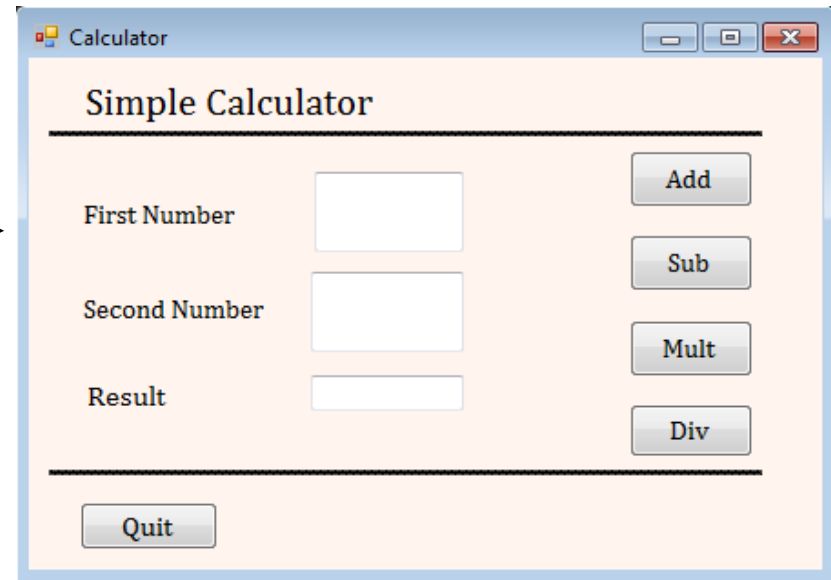 Calculator
Simple Calculator
Add
First Number
Sub
Second Number
Mult
Result
Div
Quit